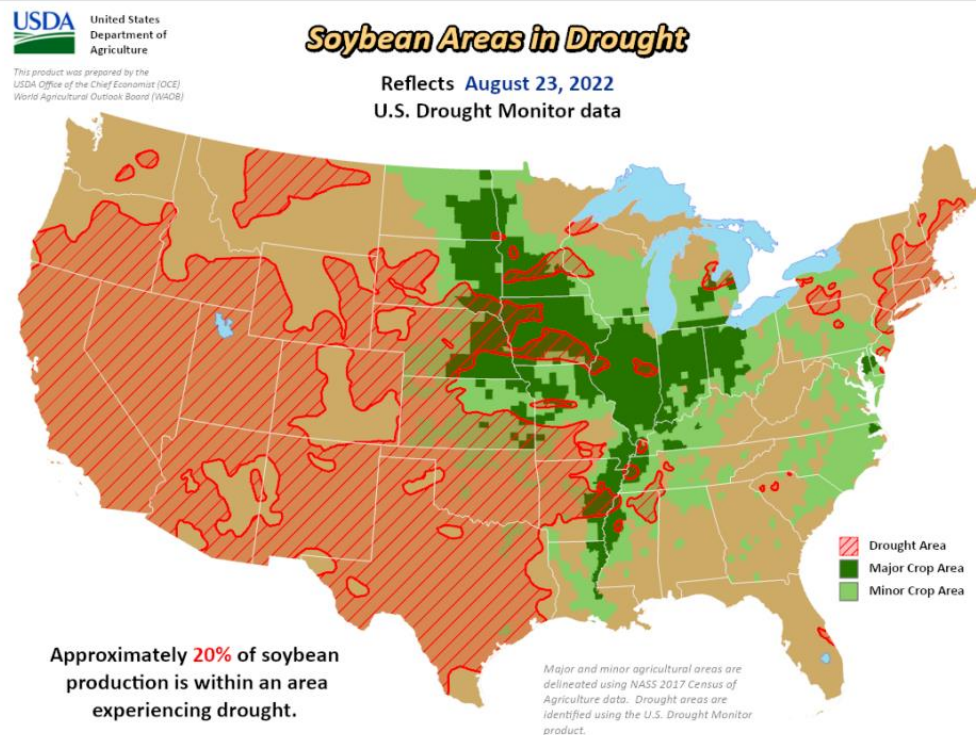 USDA
United States
Department of
Agriculture
This product was prepared by the
USDA Office of the Chief Economist (OCE)
World Agricultural Outlook Board (WAOB)
Soybean Areas in Drought
Reflects August 23, 2022
U.S. Drought Monitor data
Drought Area
Major Crop Area
Minor Crop Area
Approximately 20% of soybean
production is within an area
experiencing drought.
Major and minor agricultural areas are
delineated using NASS 2017 Census of
Agriculture data. Drought areas are
identified using the U.S. Drought Monitor
product.